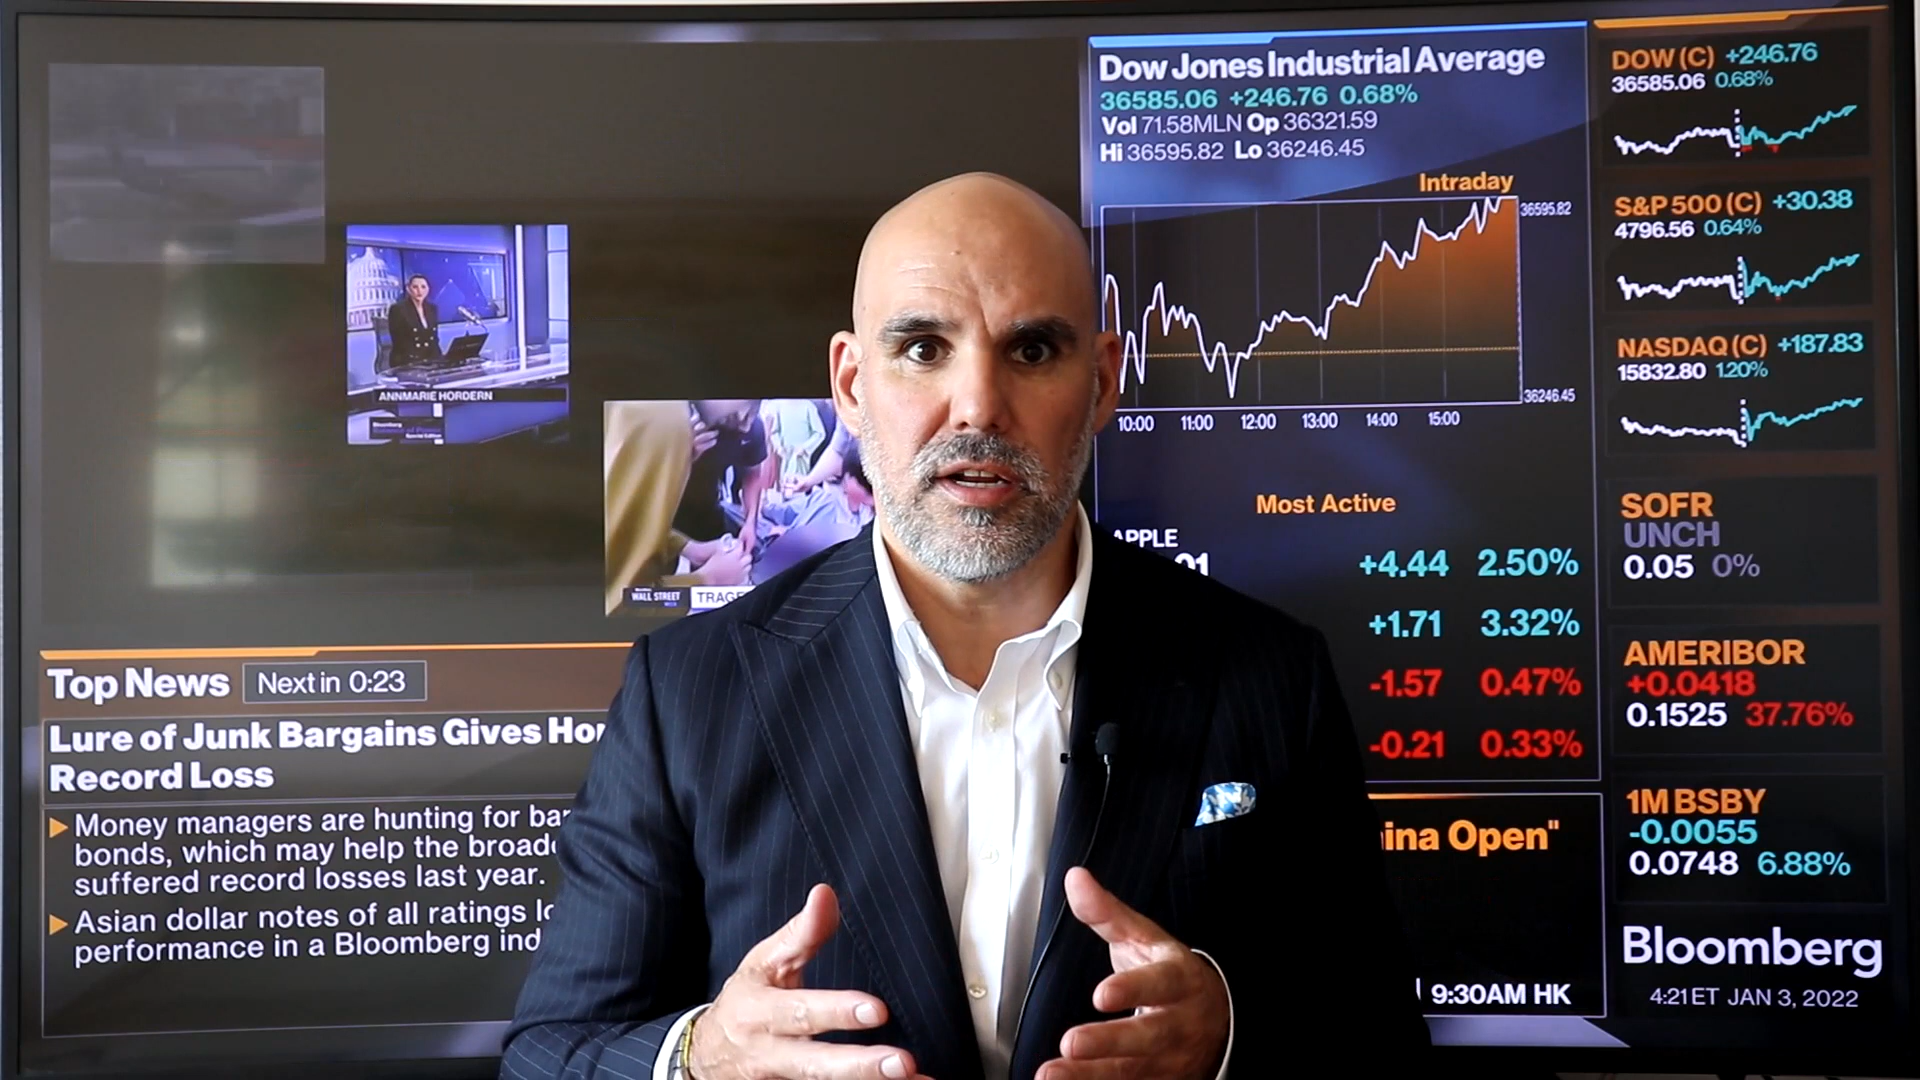 ANNMARIE HORDERN
Bloomberg
WALL STREET
Top News Next in 0:23
Lure of Junk Bargains Gives
Record Loss
Money managers are hunting for
bonds, which may help the
suffered record losses last year.
Asian dollar notes of all ratings
performance in a Bloomberg
Dow Jones Industrial Average
36585.06 +246.76 0.68%
Vol 71.58MLN Op 36321.59
Hi 36595.82 Lo 36246.45
Intraday
36595.82
36246.45
10:00 11:00 12:00 13:00 14:00 15:00
Most Active
APPLE
+4.44 2.50%
+1.71 3.32%
-1.57 0.47%
-0.21 0.33%
Open"
9:30AM HK
DOW (C) +246.76
36585.06 0.68%
S&P 500 (C) +30.38
4796.56 0.64%
NASDAQ (C) +187.83
15832.80 1.20%
SOFR
UNCH
0.05 0%
AMERIBOR
+0.0418
0.1525 37.76%
1M BSBY
-0.0055
0.0748 6.88%
Bloomberg
4:21 ET JAN 3, 2022